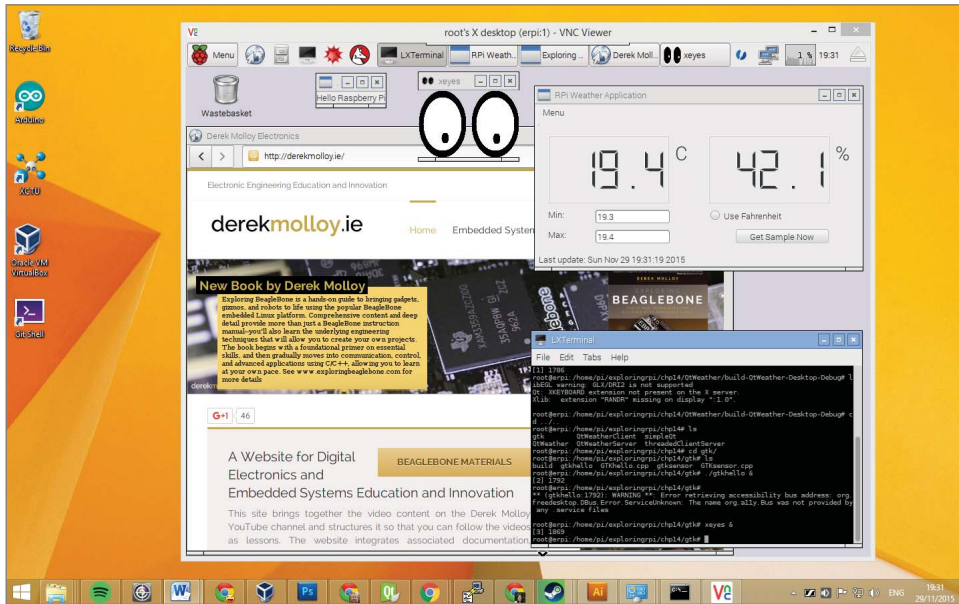 Recycle Bin
Arduino
XCTU
Oracle VM
VirtualBox
Git Shell
root's X desktop (erpi:1) - VNC Viewer
Menu
LXTerminal
RPi Weath..
Exploring ..
Derek Moll..
xeyes
1 %
19:31
Wastebasket
Hello Raspberry Pi
xeyes
Derek Molloy Electronics
http://derekmolloy.ie/
Electronic Engineering Education and Innovation
derekmolloy.ie
Home
Embedded System
New Book by Derek Molloy
Exploring BeagleBone is a hands-on guide to bringing gadgets,
gizmos, and robots to life using the popular BeagleBone
embedded Linux platform. Comprehensive content and deep
detail provide more than just a BeagleBone instruction
manual—you'll also learn the underlying engineering
techniques that will allow you to create your own projects.
The book begins with a foundational primer on essential
skills, and then gradually moves into communication, control,
and advanced applications using C/C++, allowing you to learn
at your own pace. See www.exploringbeaglebone.com for
more details
DEREK MOLLOY
EXPLORING
BEAGLEBONE
G+1 46
A Website for Digital
Electronics and
Embedded Systems Education and Innovation
BEAGLEBONE MATERIALS
This site brings together the video content on the Derek Molloy
YouTube channel and structures it so that you can follow the videos
as lessons. The website integrates associated documentation,
RPi Weather Application
Menu
19.4 C
42.1 %
Min: 19.3
Use Fahrenheit
Max: 19.4
Get Sample Now
Last update: Sun Nov 29 19:31:19 2015
LXTerminal
File Edit Tabs Help
[1] 1786
root@erpi:/home/pi/exploringrpi/chp14/QtWeather/build-QtWeather-Desktop-Debug# l
ibEGL warning: GLX/DRI2 is not supported
Qt: XKEYBOARD extension not present on the X server.
Xlib: extension "RANDR" missing on display ":1.0".
root@erpi:/home/pi/exploringrpi/chp14/QtWeather/build-QtWeather-Desktop-Debug# c
d ../..
root@erpi:/home/pi/exploringrpi/chp14# ls
gtk QtWeatherClient simpleQt
QtWeather QtWeatherServer threadedClientServer
root@erpi:/home/pi/exploringrpi/chp14# cd gtk/
root@erpi:/home/pi/exploringrpi/chp14/gtk# ls
build gtkhello GTKhello.cpp gtksensor GTKsensor.cpp
root@erpi:/home/pi/exploringrpi/chp14/gtk# ./gtkhello &
[2] 1792
root@erpi:/home/pi/exploringrpi/chp14/gtk#
** (gtkhello:1792): WARNING **: Error retrieving accessibility bus address: org.
freedesktop.DBus.Error.ServiceUnknown: The name org.a11y.Bus was not provided by
any .service files
root@erpi:/home/pi/exploringrpi/chp14/gtk# xeyes &
[3] 1869
root@erpi:/home/pi/exploringrpi/chp14/gtk#
ENG
19:31
29/11/2015